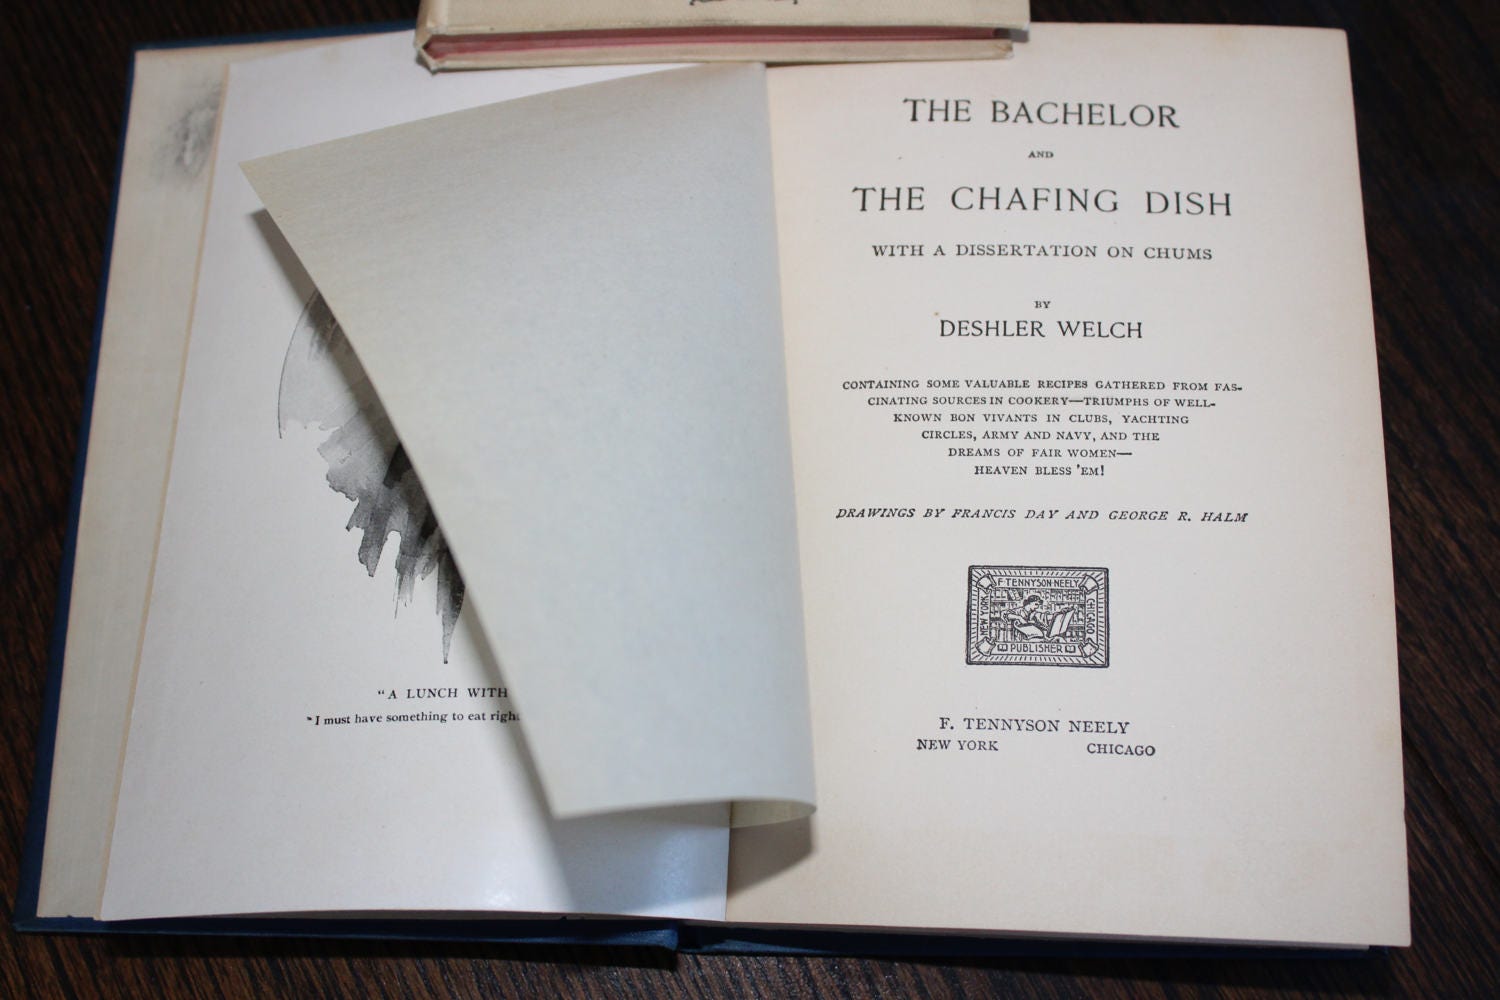 "A LUNCH WITH
"I must have something to eat right
THE BACHELOR
AND
THE CHAFING DISH
WITH A DISSERTATION ON CHUMS
BY
DESHLER WELCH
CONTAINING SOME VALUABLE RECIPES GATHERED FROM FAS-
CINATING SOURCES IN COOKERY—TRIUMPHS OF WELL-
KNOWN BON VIVANTS IN CLUBS, YACHTING
CIRCLES, ARMY AND NAVY, AND THE
DREAMS OF FAIR WOMEN—
HEAVEN BLESS 'EM!
DRAWINGS BY FRANCIS DAY AND GEORGE R. HALM
F. TENNYSON NEELY
NEW YORK
CHICAGO
PUBLISHER
F. TENNYSON NEELY
NEW YORK CHICAGO